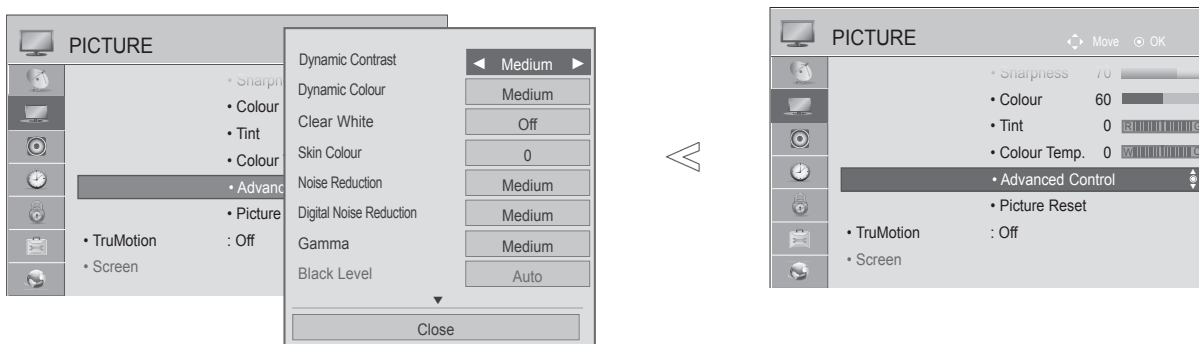 PICTURE
• Colour
• Tint
• Colour
• Picture
• TruMotion : Off
• Screen
Dynamic Contrast ◄ Medium ►
Dynamic Colour Medium
Clear White Off
Skin Colour 0
Noise Reduction Medium
Digital Noise Reduction Medium
Gamma Medium
Black Level Auto
▼
Close
PICTURE Move OK
• Sharpness 70
• Colour 60
• Tint 0 R G
• Colour Temp. 0 W C
• Advanced Control
• Picture Reset
• TruMotion : Off
• Screen